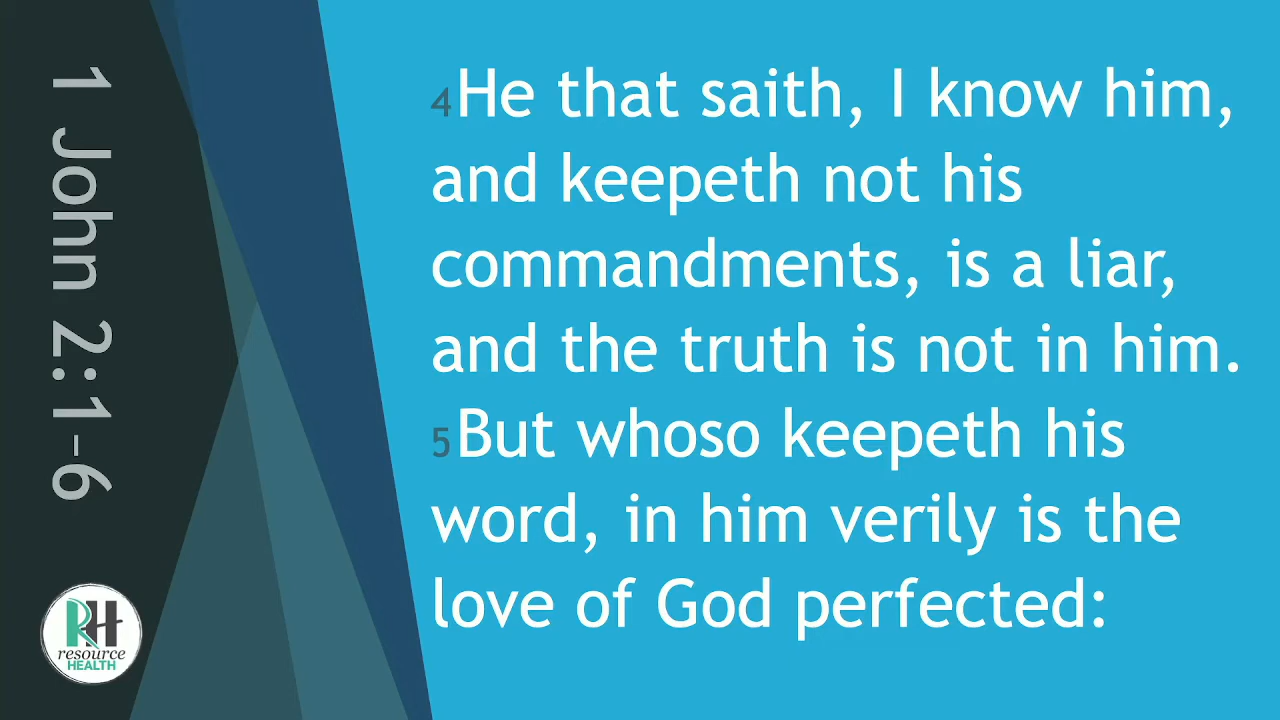 1 John 2:1-6
4He that saith, I know him,
and keepeth not his
commandments, is a liar,
and the truth is not in him.
5But whoso keepeth his
word, in him verily is the
love of God perfected:
RH
resource
HEALTH